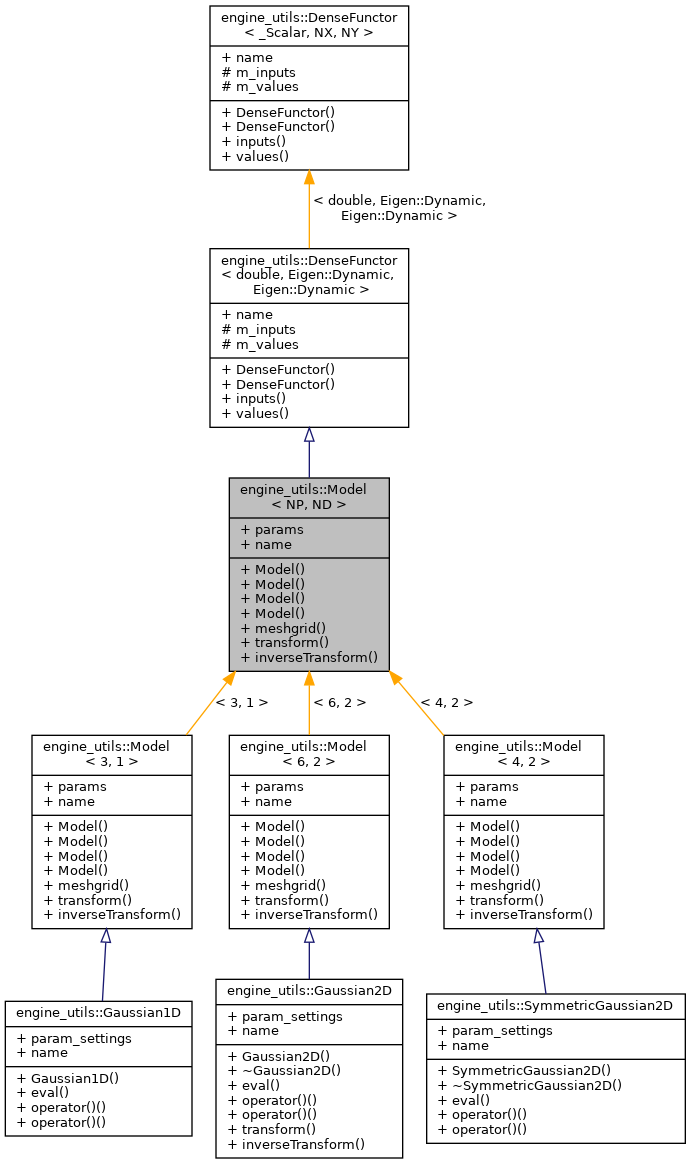 engine_utils::DenseFunctor
< _Scalar, NX, NY >
+ name
# m_inputs
# m_values
+ DenseFunctor()
+ DenseFunctor()
+ inputs()
+ values()
< double, Eigen::Dynamic,
Eigen::Dynamic >
engine_utils::DenseFunctor
< double, Eigen::Dynamic,
Eigen::Dynamic >
+ name
# m_inputs
# m_values
+ DenseFunctor()
+ DenseFunctor()
+ inputs()
+ values()
engine_utils::Model
< NP, ND >
+ params
+ name
+ Model()
+ Model()
+ Model()
+ Model()
+ meshgrid()
+ transform()
+ inverseTransform()
< 3, 1 >
< 6, 2 >
< 4, 2 >
engine_utils::Model
< 3, 1 >
+ params
+ name
+ Model()
+ Model()
+ Model()
+ Model()
+ meshgrid()
+ transform()
+ inverseTransform()
engine_utils::Model
< 6, 2 >
+ params
+ name
+ Model()
+ Model()
+ Model()
+ Model()
+ meshgrid()
+ transform()
+ inverseTransform()
engine_utils::Model
< 4, 2 >
+ params
+ name
+ Model()
+ Model()
+ Model()
+ Model()
+ meshgrid()
+ transform()
+ inverseTransform()
engine_utils::Gaussian1D
+ param_settings
+ name
+ Gaussian1D()
+ eval()
+ operator()()
+ operator()()
engine_utils::Gaussian2D
+ param_settings
+ name
+ Gaussian2D()
+ ~Gaussian2D()
+ eval()
+ operator()()
+ operator()()
+ transform()
+ inverseTransform()
engine_utils::SymmetricGaussian2D
+ param_settings
+ name
+ SymmetricGaussian2D()
+ ~SymmetricGaussian2D()
+ eval()
+ operator()()
+ operator()()